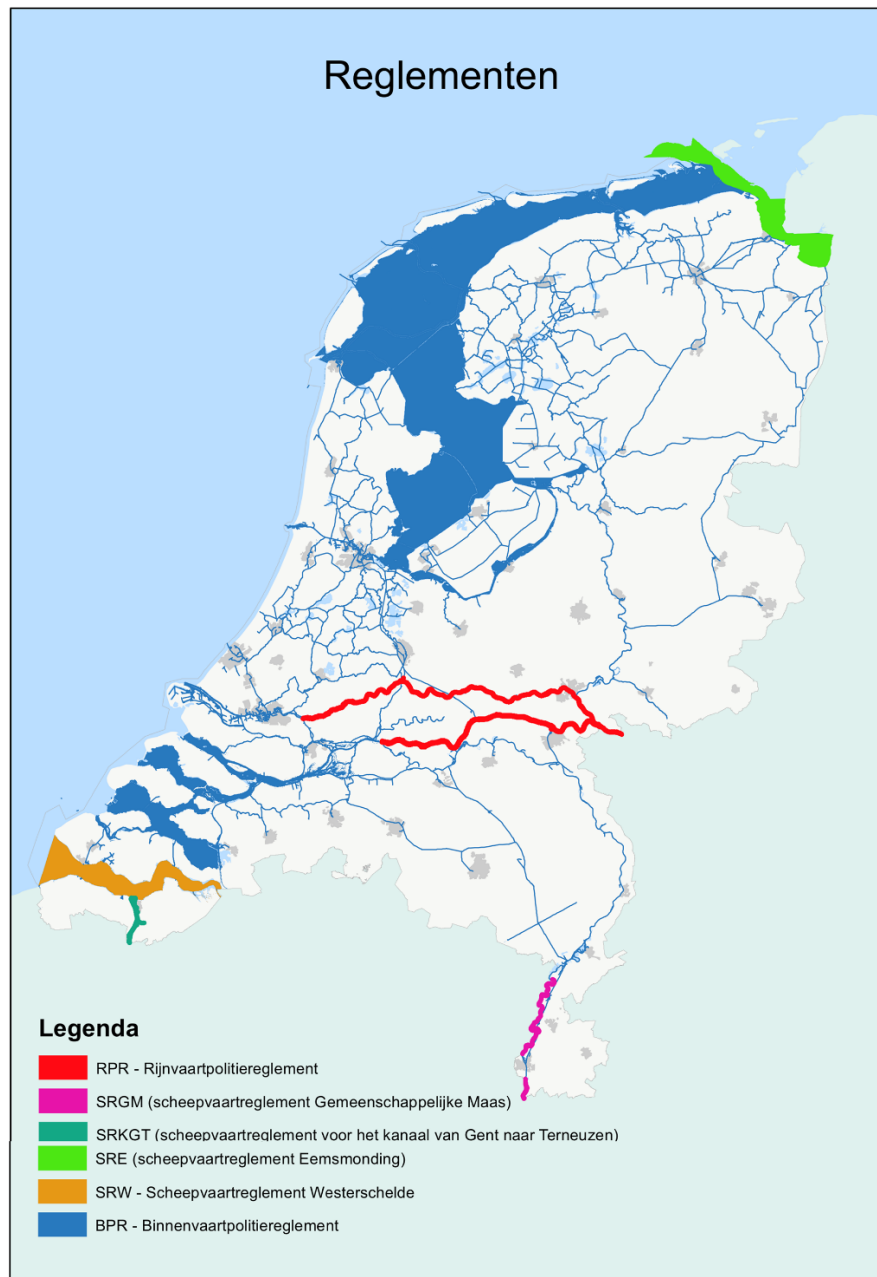 Reglementen
Legenda
RPR - Rijnvaartpolitiereglement
SRGM (scheepvaartreglement Gemeenschappelijke Maas)
SRKGT (scheepvaartreglement voor het kanaal van Gent naar Terneuzen)
SRE (scheepvaartreglement Eemsmonding)
SRW - Scheepvaartreglement Westerschelde
BPR - Binnenvaartpolitiereglement